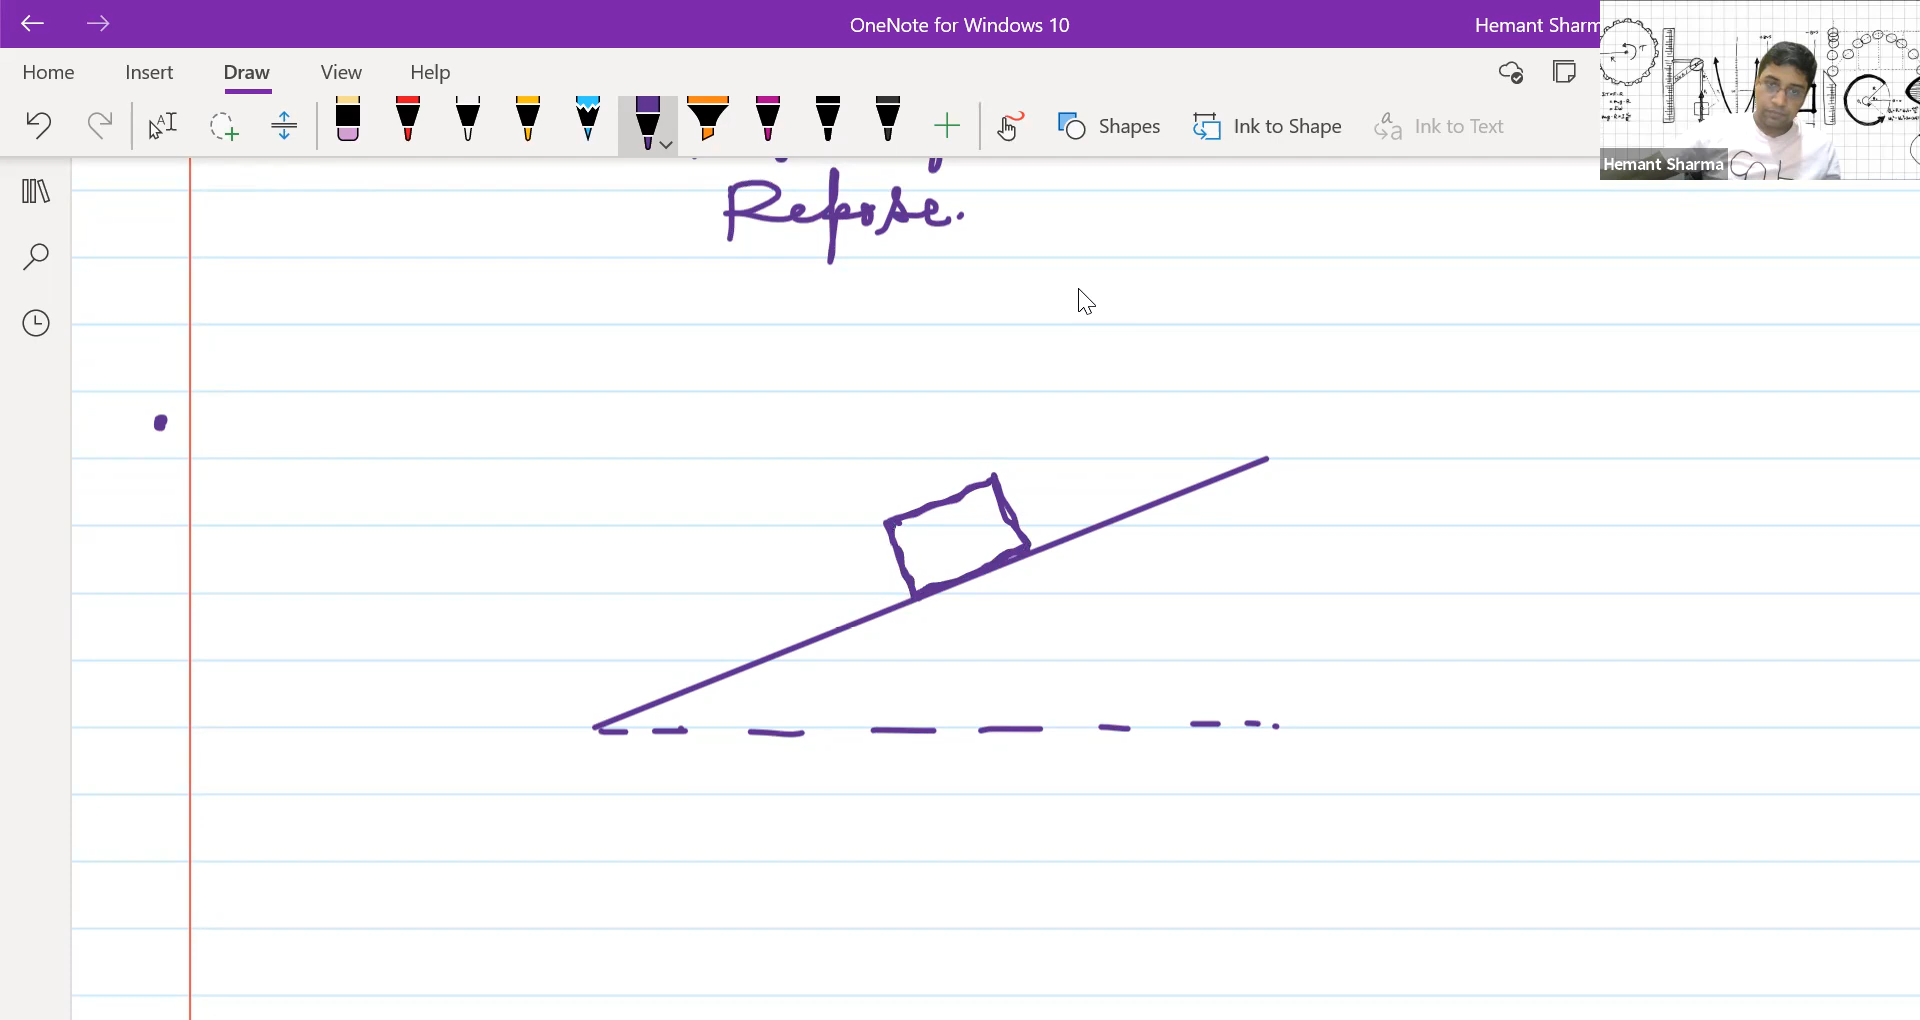 OneNote for Windows 10
Hemant Sharm
Home Insert Draw View Help
Shapes Ink to Shape Ink to Text
Hemant Sharma
Repose.